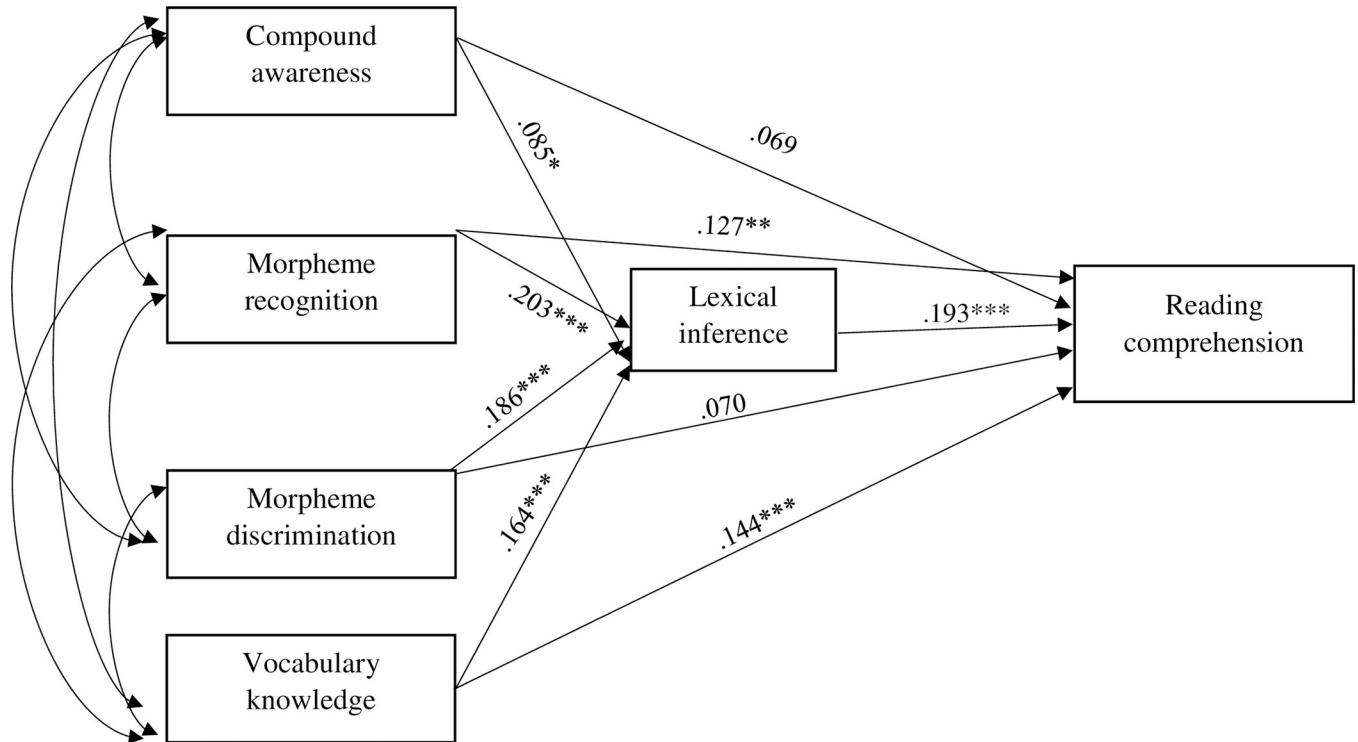 Compound
awareness
.085*
.069
.127**
Morpheme
recognition
.203***
Lexical
inference
.193***
Reading
comprehension
.186***
.070
Morpheme
discrimination
.164***
.144***
Vocabulary
knowledge